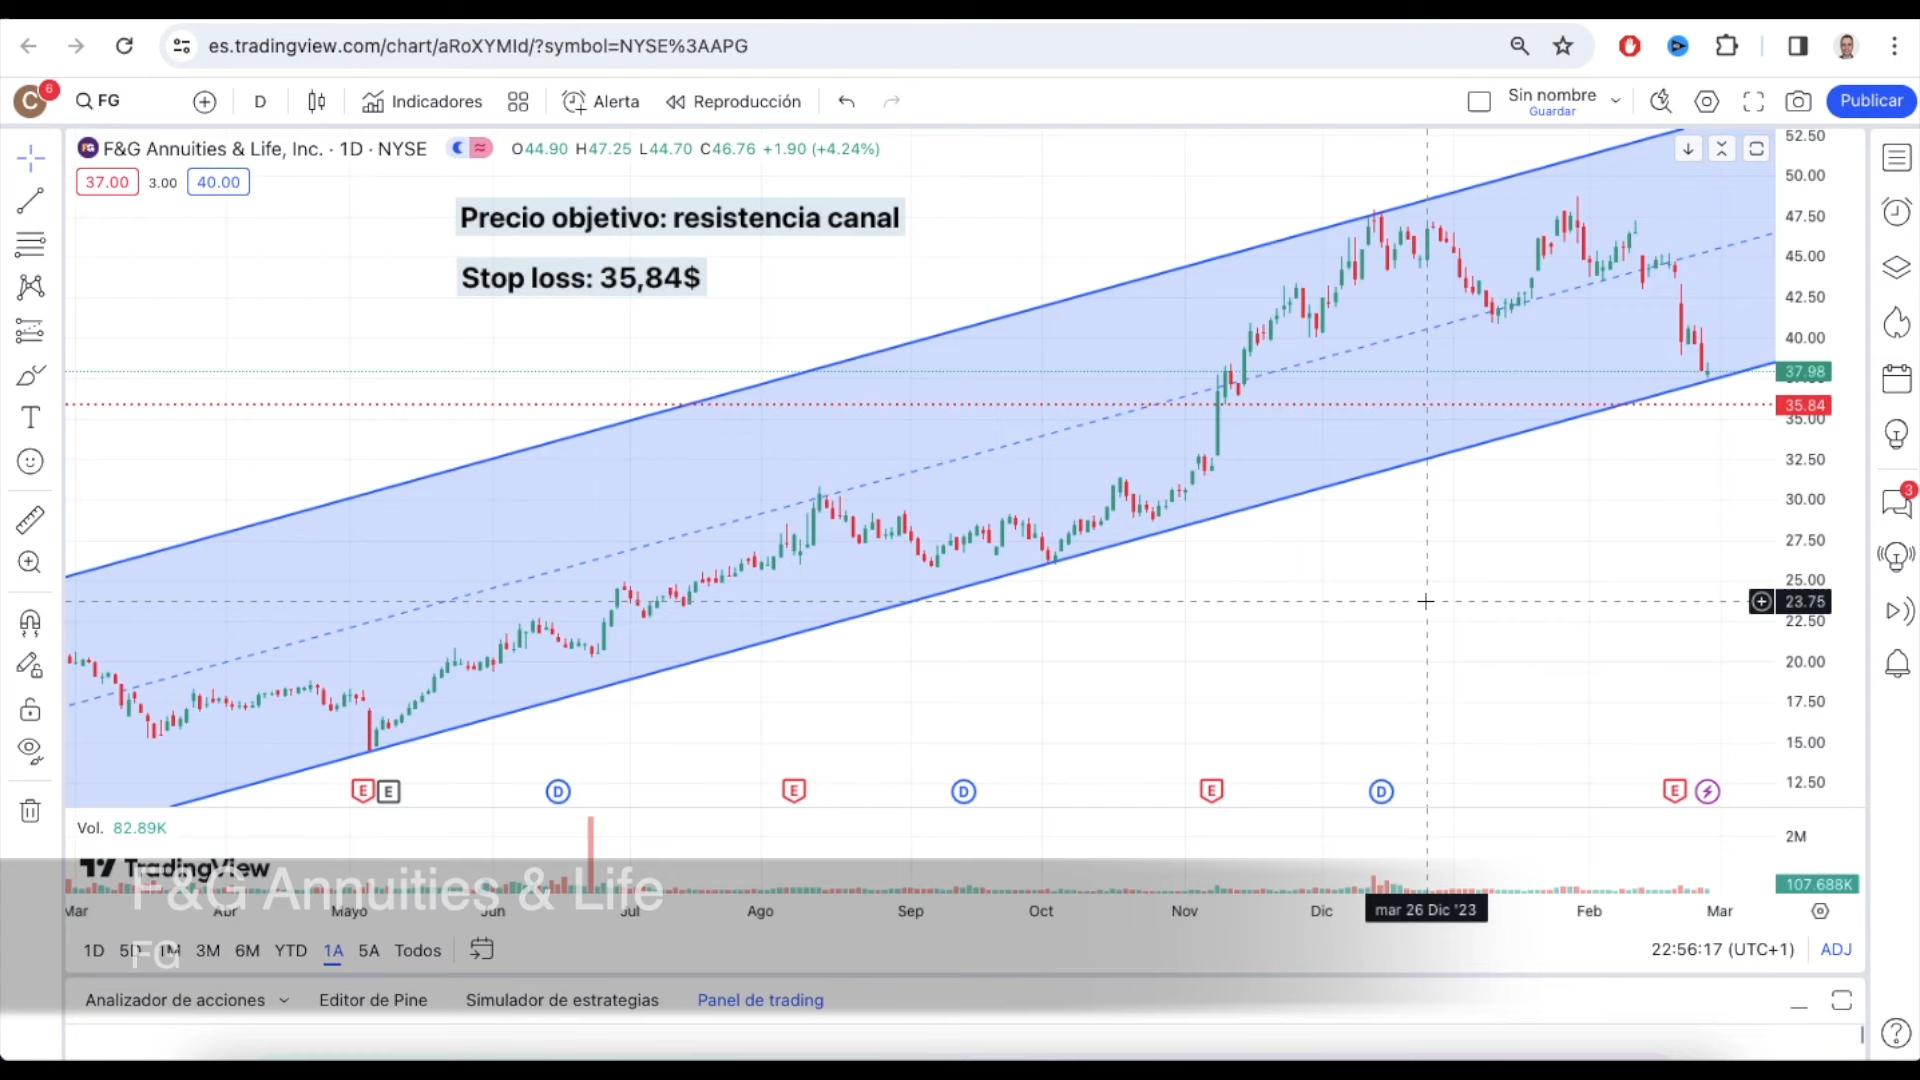 es.tradingview.com/chart/aRoXYMId/?symbol=NYSE%3AAPG
C
6
FG
D
Indicadores
Alerta
Reproducción
Sin nombre
Guardar
Publicar
F&G Annuities & Life, Inc. · 1D · NYSE
O44.90 H47.25 L44.70 C46.76 +1.90 (+4.24%)
37.00 3.00 40.00
Precio objetivo: resistencia canal
Stop loss: 35,84$
52.50
50.00
47.50
45.00
42.50
40.00
37.98
35.84
35.00
32.50
30.00
27.50
25.00
23.75
22.50
20.00
17.50
15.00
12.50
3
E E D E D E D E
Vol. 82.89K
2M
TradingView
107.688K
F&G Annuities & Life
Mar Abr Mayo Jun Jul Ago Sep Oct Nov Dic mar 26 Dic '23 Feb Mar
1D 5D 1M 3M 6M YTD 1A 5A Todos
22:56:17 (UTC+1) ADJ
FG
Analizador de acciones Editor de Pine Simulador de estrategias Panel de trading